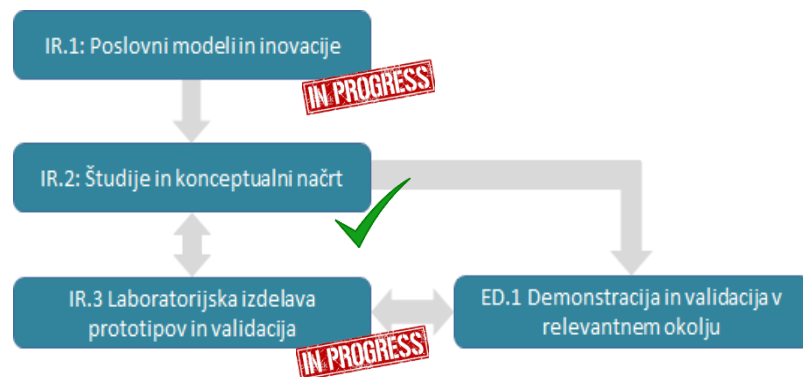 IR.1: Poslovni modeli in inovacije
IN PROGRESS
IR.2: Študije in konceptualni načrt
IR.3 Laboratorijska izdelava
prototipov in validacija
IN PROGRESS
ED.1 Demonstracija in validacija v
relevantnem okolju